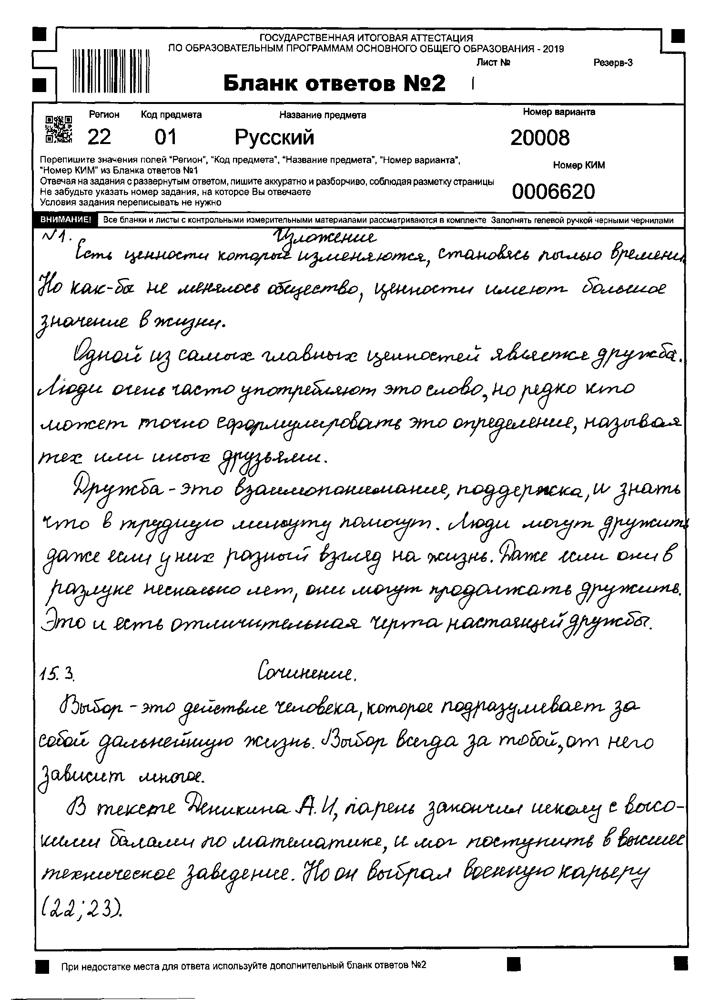 ГОСУДАРСТВЕННАЯ ИТОГОВАЯ АТТЕСТАЦИЯ
ПО ОБРАЗОВАТЕЛЬНЫМ ПРОГРАММАМ ОСНОВНОГО ОБЩЕГО ОБРАЗОВАНИЯ - 2019
Лист № Резерв-3
Бланк ответов №2 1
Регион Код предмета Название предмета Номер варианта
22 01 Русский 20008
Перепишите значения полей "Регион", "Код предмета", "Название предмета", "Номер варианта",
"Номер КИМ" из Бланка ответов №1
Номер КИМ
Отвечая на задания с развернутым ответом, пишите аккуратно и разборчиво, соблюдая разметку страницы
Не забудьте указать номер задания, на которое Вы отвечаете
0006620
Условия задания переписывать не нужно
ВНИМАНИЕ! Все бланки и листы с контрольными измерительными материалами рассматриваются в комплекте Заполнять гелевой ручкой черными чернилами
№1. Изложение
Есть ценности которые изменяются, становясь пылью времени.
Но как-бы не менялось общество, ценности имеют большое
значение в жизни.
Одной из самых главных ценностей является дружба.
Люди очень часто употребляют это слово, но редко кто
может точно сформулировать это определение, называя
тех или иных друзьями.
Дружба - это взаимопонимание, поддержка, и знать
что в трудную минуту помогут. Люди могут дружить
даже если у них разный взгляд на жизнь. Даже если они в
разлуке несколько лет, они могут продолжать дружить.
Это и есть отличительная черта настоящей дружбы.
15.3. Сочинение.
Выбор - это действие человека, которое подразумевает за
собой дальнейшую жизнь. Выбор всегда за тобой, от него
зависит многое.
В тексте Деникина А.И, парень закончил школу с высо-
кими балами по математике, и мог поступить в высшее
техническое заведение. Но он выбрал военную карьеру
(22; 23).
При недостатке места для ответа используйте дополнительный бланк ответов №2